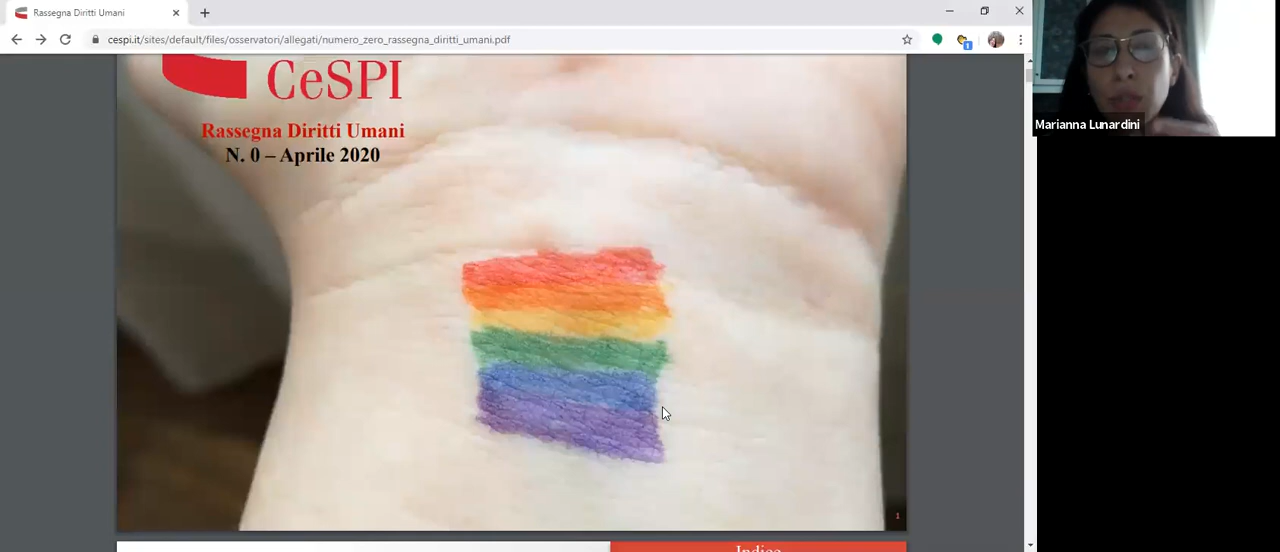 Rassegna Diritti Umani
cespi.it/sites/default/files/osservatori/allegati/numero_zero_rassegna_diritti_umani.pdf
CeSPI
Rassegna Diritti Umani
N. 0 – Aprile 2020
1
Indice
Marianna Lunardini